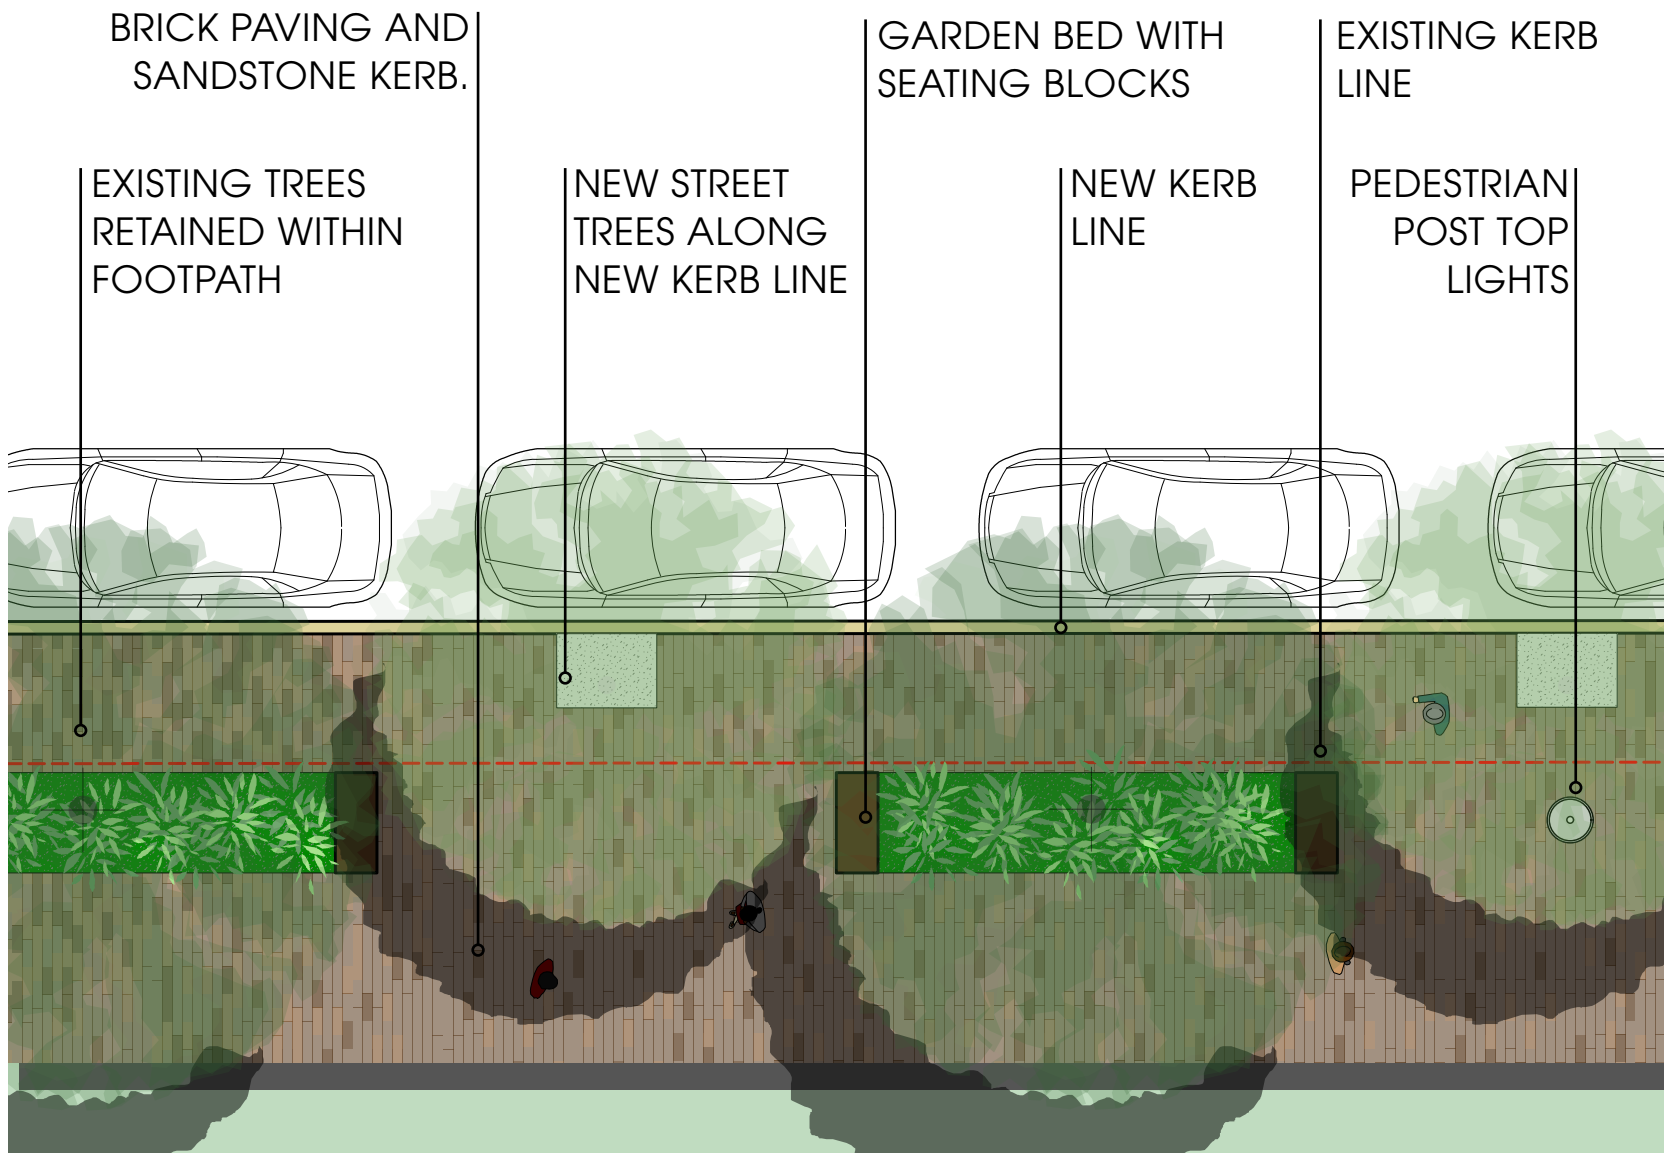 BRICK PAVING AND
SANDSTONE KERB.
GARDEN BED WITH
SEATING BLOCKS
EXISTING KERB
LINE
EXISTING TREES
RETAINED WITHIN
FOOTPATH
NEW STREET
TREES ALONG
NEW KERB LINE
NEW KERB
LINE
PEDESTRIAN
POST TOP
LIGHTS